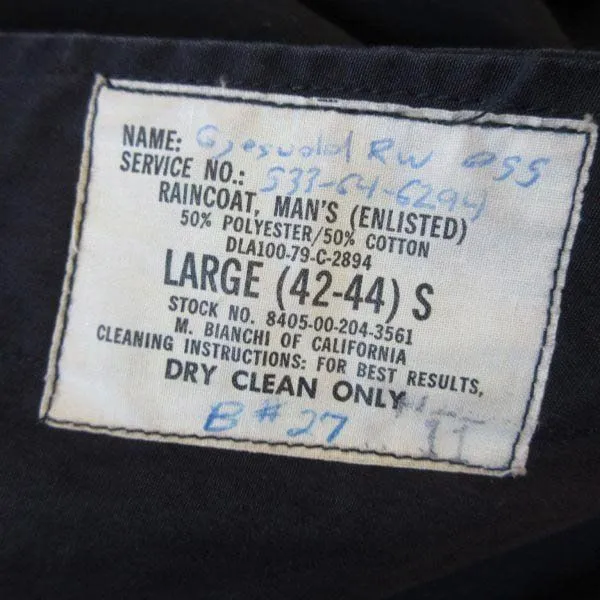 NAME: RW
SERVICE NO.: 533-64-6294
RAINCOAT, MAN'S (ENLISTED)
50% POLYESTER/50% COTTON
DLA100-79-C-2894
LARGE (42-44) S
STOCK NO. 8405-00-204-3561
M. BIANCHI OF CALIFORNIA
CLEANING INSTRUCTIONS: FOR BEST RESULTS,
DRY CLEAN ONLY
B #27 11